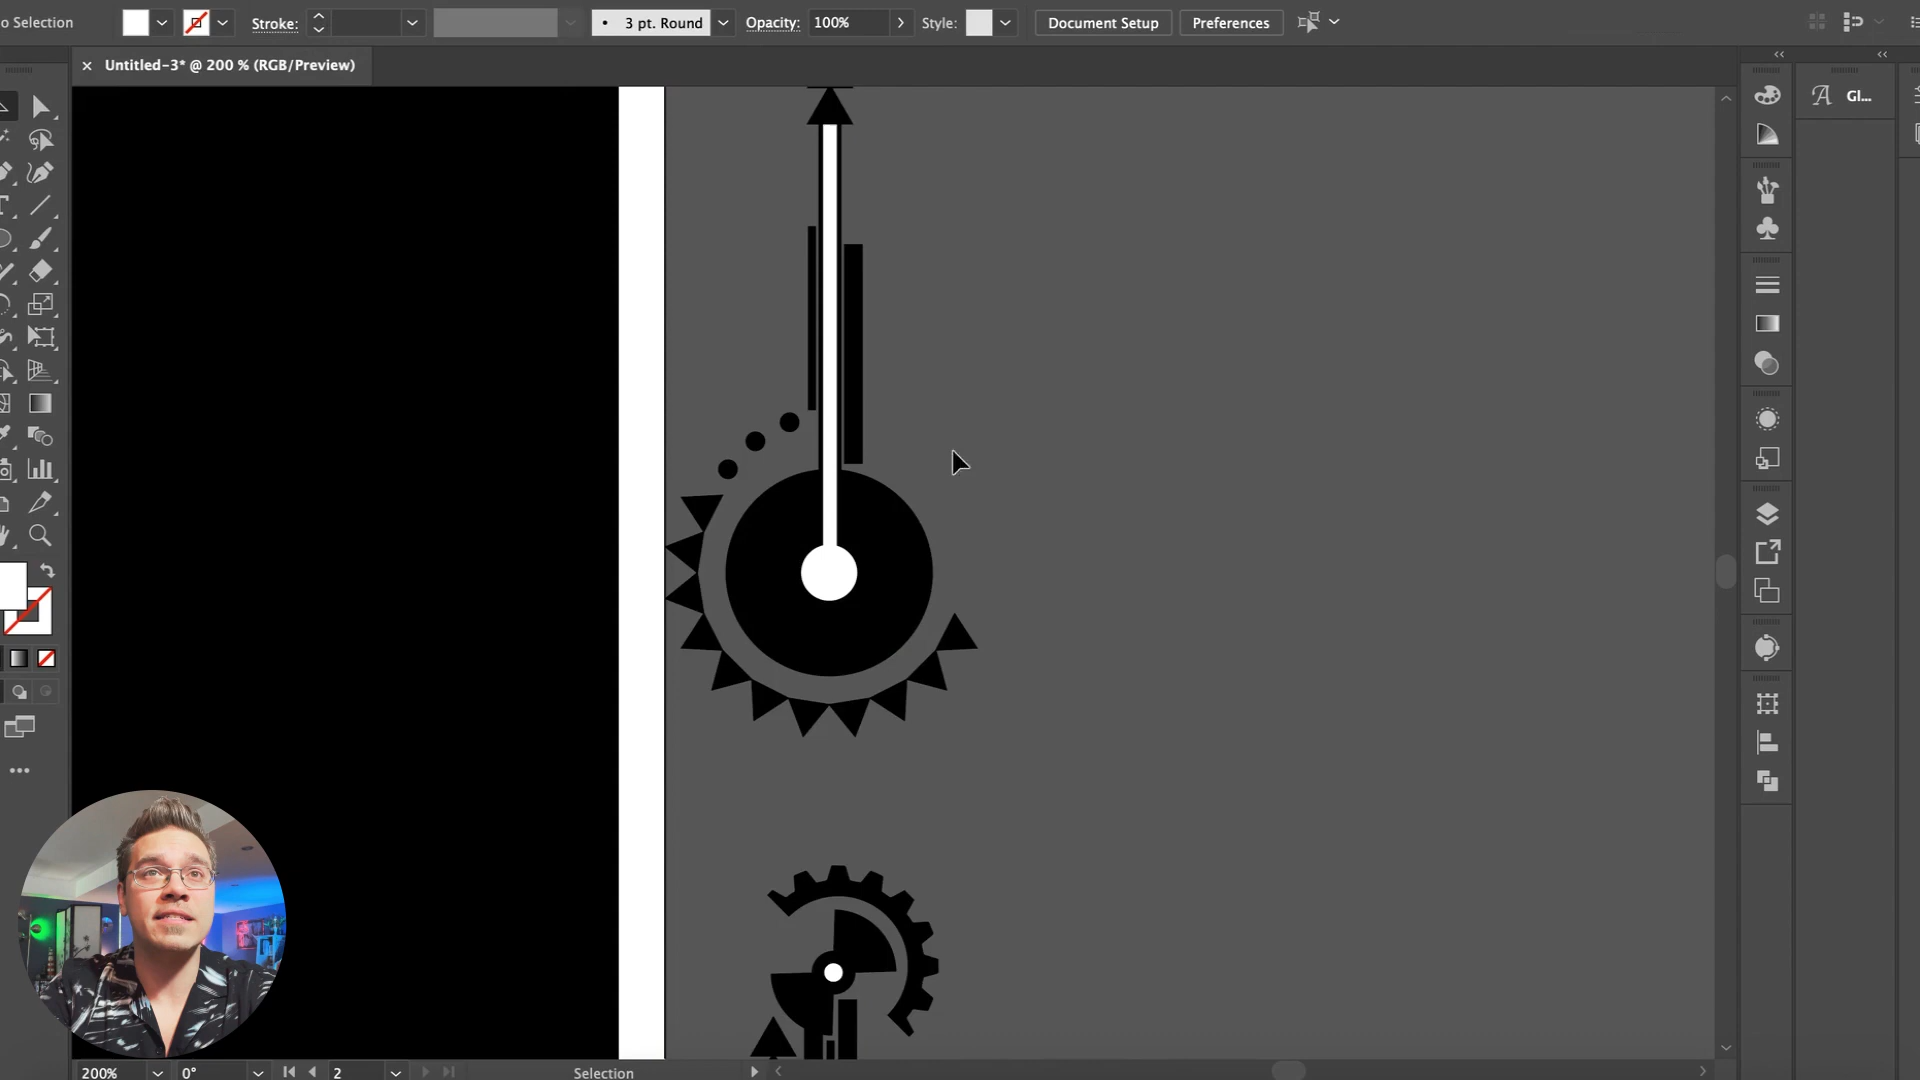 o Selection
Stroke:
• 3 pt. Round
Opacity: 100%
Style:
Document Setup
Preferences
× Untitled-3* @ 200 % (RGB/Preview)
Gl...
200%
0°
2
Selection